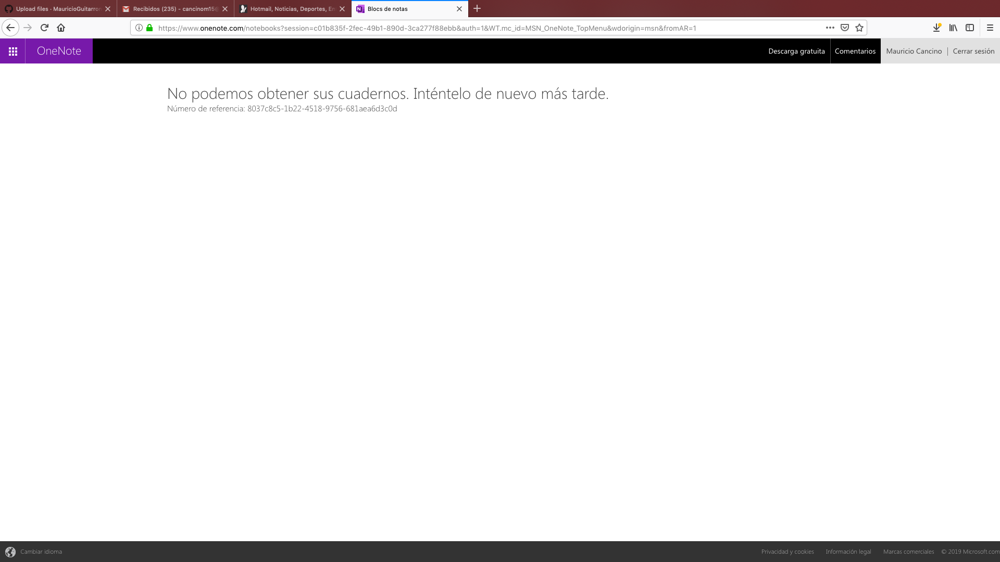 Upload files · MauricioGuitarron
Recibidos (235) - cancinom15@
Hotmail, Noticias, Deportes, En
Blocs de notas
https://www.onenote.com/notebooks?session=c01b835f-2fec-49b1-890d-3ca277f88ebb&auth=1&WT.mc_id=MSN_OneNote_TopMenu&wdorigin=msn&fromAR=1
OneNote
Descarga gratuita
Comentarios
Mauricio Cancino
Cerrar sesión
No podemos obtener sus cuadernos. Inténtelo de nuevo más tarde.
Número de referencia: 8037c8c5-1b22-4518-9756-681aea6d3c0d
Cambiar idioma
Privacidad y cookies
Información legal
Marcas comerciales
© 2019 Microsoft.com